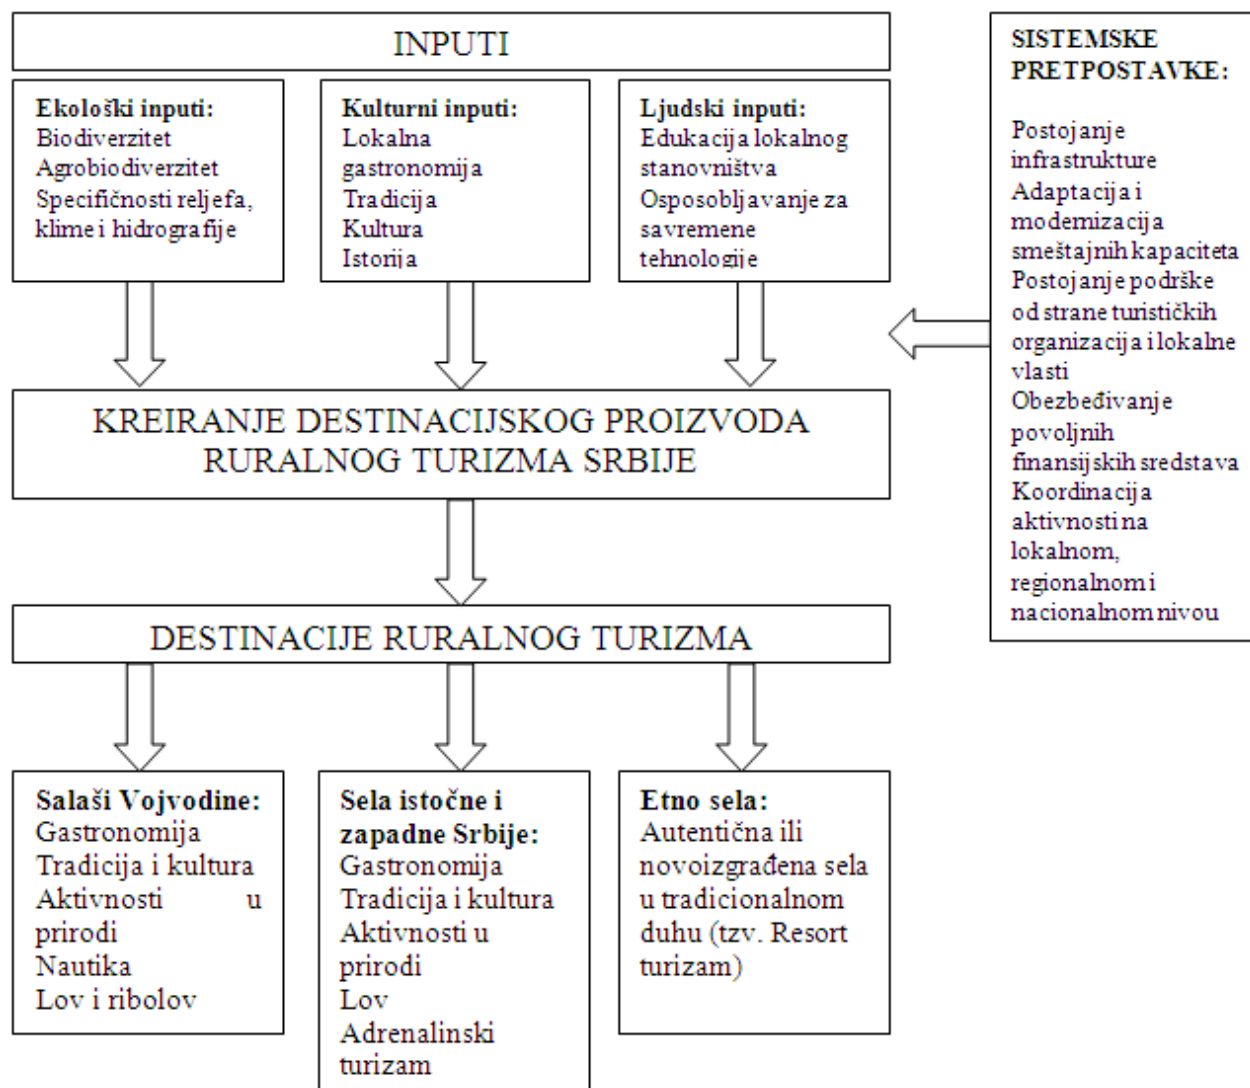 INPUTI
Ekološki inputi:
Biodiverzitet
Agrobiodiverzitet
Specifičnosti reljefa,
klime i hidrografije
Kulturni inputi:
Lokalna
gastronomija
Tradicija
Kultura
Istorija
Ljudski inputi:
Edukacija lokalnog
stanovništva
Osposobljavanje za
savremene
tehnologije
SISTEMSKE
PRETPOSTAVKE:
Postojanje
infrastrukture
Adaptacija i
modernizacija
smeštajnih kapaciteta
Postojanje podrške
od strane turističkih
organizacija i lokalne
vlasti
Obezbeđivanje
povoljnih
finansijskih sredstava
Koordinacija
aktivnosti na
lokalnom,
regionalnom i
nacionalnom nivou
KREIRANJE DESTINACIJSKOG PROIZVODA
RURALNOG TURIZMA SRBIJE
DESTINACIJE RURALNOG TURIZMA
Salaši Vojvodine:
Gastronomija
Tradicija i kultura
Aktivnosti u
prirodi
Nautika
Lov i ribolov
Sela istočne i
zapadne Srbije:
Gastronomija
Tradicija i kultura
Aktivnosti u
prirodi
Lov
Adrenalinski
turizam
Etno sela:
Autentična ili
novoizgrađena sela
u tradicionalnom
duhu (tzv. Resort
turizam)